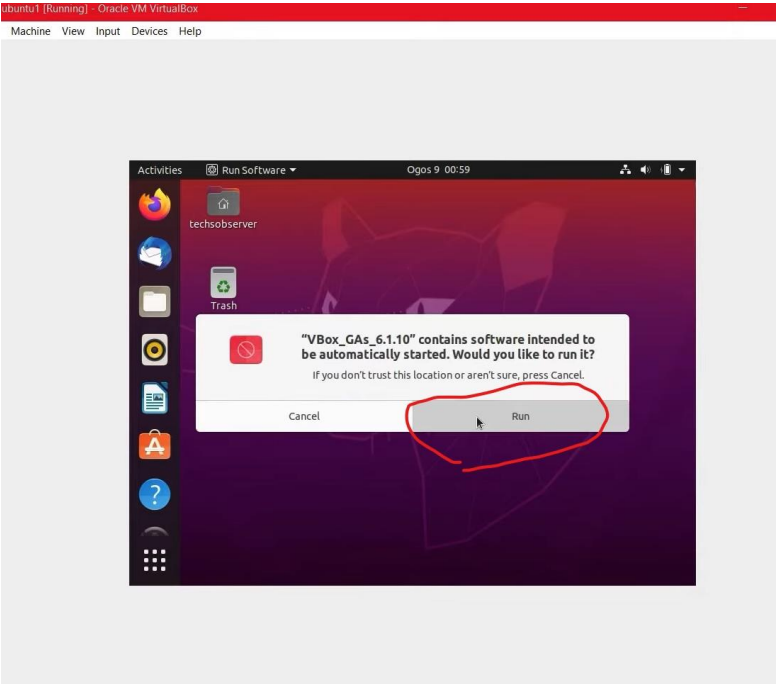 ubuntu1 [Running] - Oracle VM VirtualBox
Machine View Input Devices Help
Activities Run Software Ogos 9 00:59
techsobserver
Trash
"VBox_GAs_6.1.10" contains software intended to
be automatically started. Would you like to run it?
If you don't trust this location or aren't sure, press Cancel.
Cancel Run